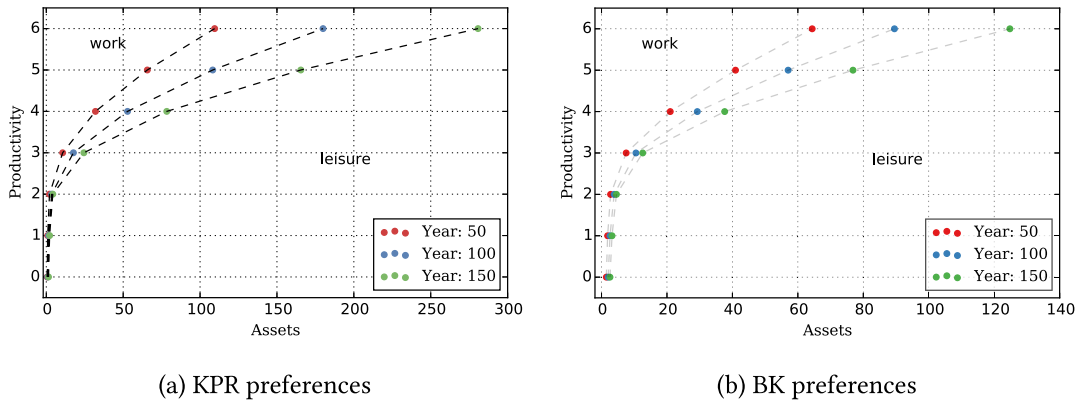 6
5
4
3
2
1
0
Productivity
work
leisure
Year: 50
Year: 100
Year: 150
0 50 100 150 200 250 300
Assets
(a) KPR preferences
6
5
4
3
2
1
0
Productivity
work
leisure
Year: 50
Year: 100
Year: 150
0 20 40 60 80 100 120 140
Assets
(b) BK preferences